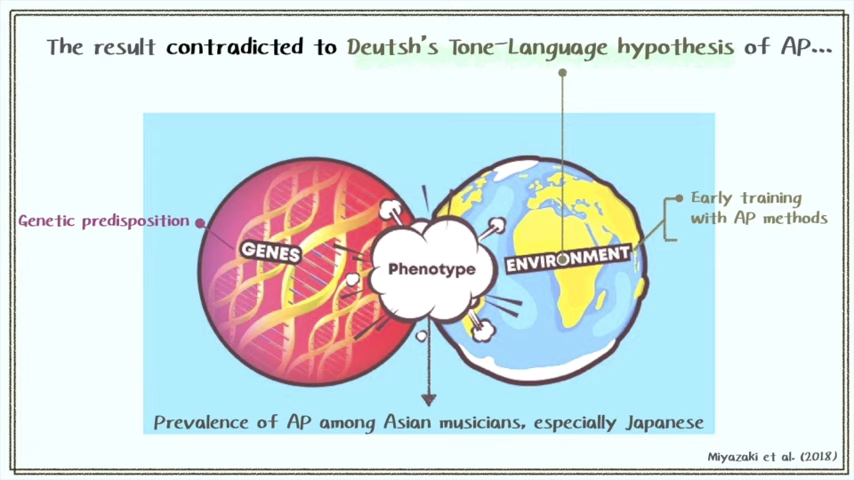 The result contradicted to Deutsh's Tone-Language hypothesis of AP...
Genetic predisposition
GENES
Phenotype
ENVIRONMENT
Early training
with AP methods
Prevalence of AP among Asian musicians, especially Japanese
Miyazaki et al. (2018)